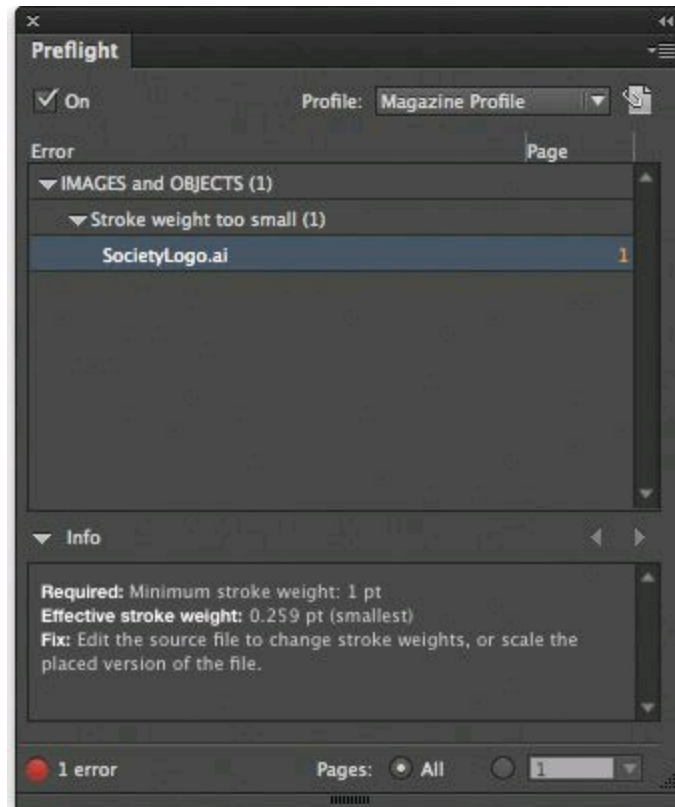 Preflight
On Profile: Magazine Profile
Error Page
IMAGES and OBJECTS (1)
Stroke weight too small (1)
SocietyLogo.ai 1
Info
Required: Minimum stroke weight: 1 pt
Effective stroke weight: 0.259 pt (smallest)
Fix: Edit the source file to change stroke weights, or scale the
placed version of the file.
1 error Pages: All 1